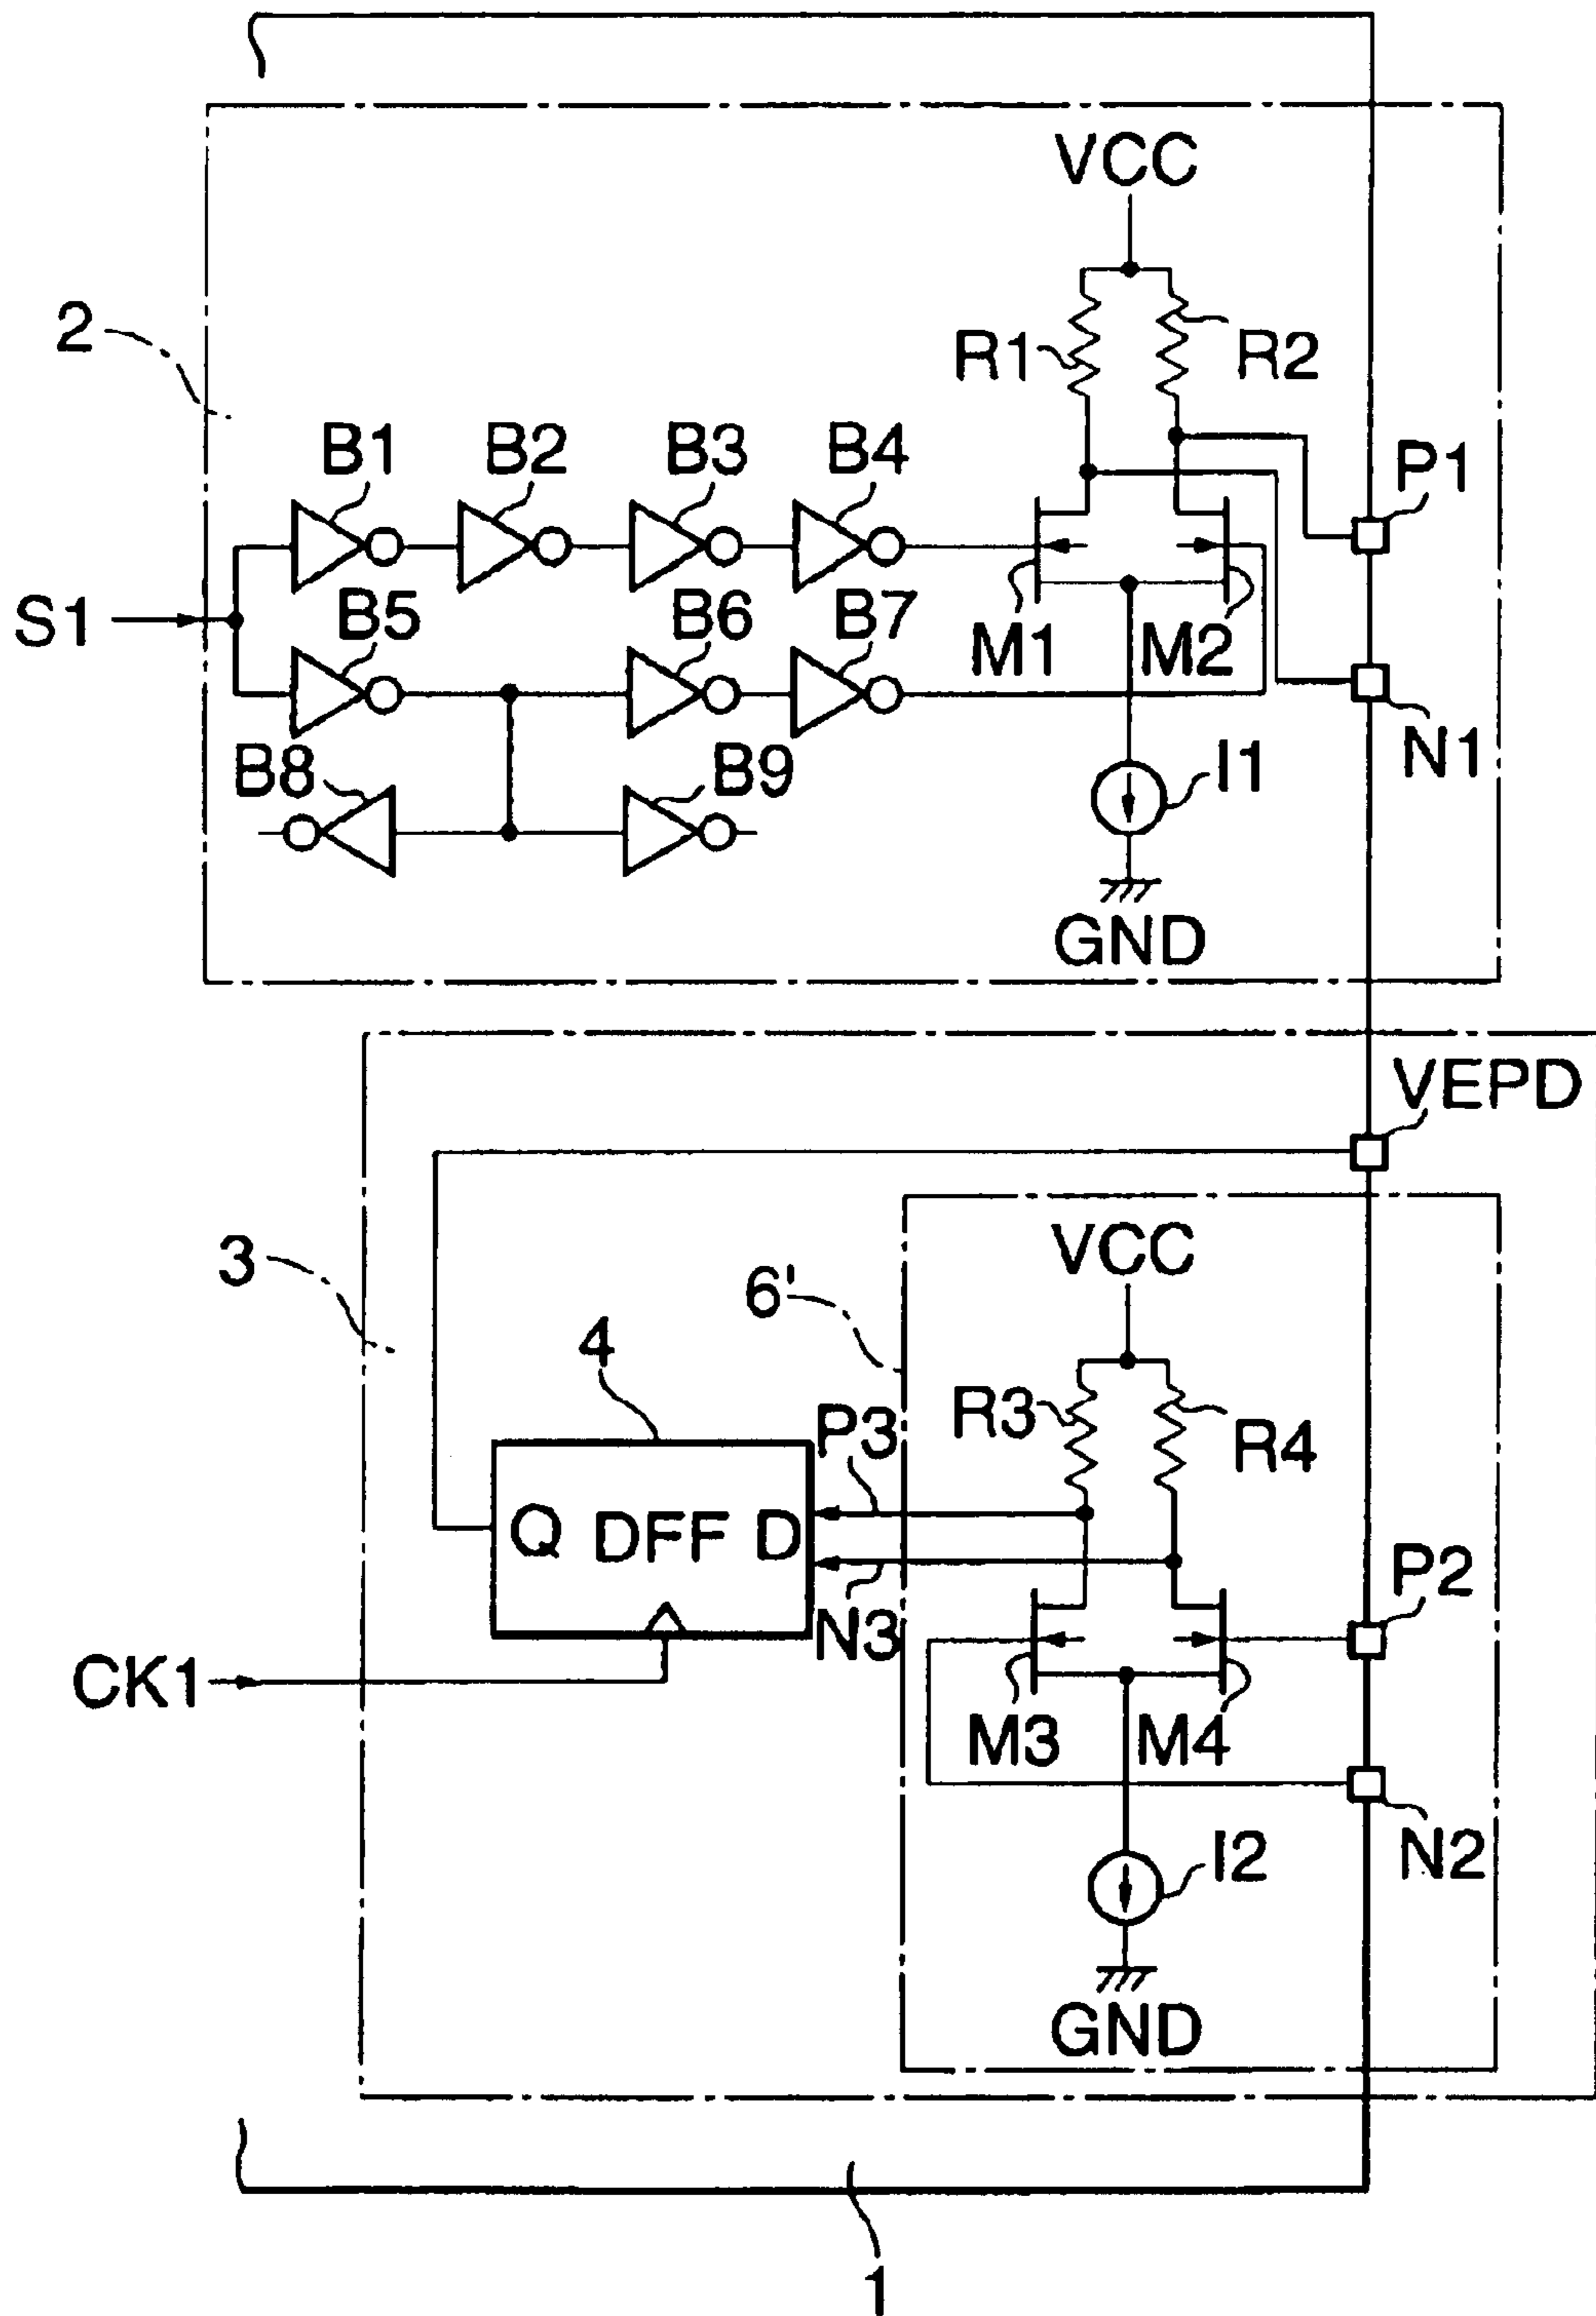 VCC
2
R1
R2
B1
B2
B3
B4
P1
S1
B5
B6
B7
M1
M2
B8
B9
I1
N1
GND
VEPD
3
6'
VCC
4
P3
R3
R4
Q DFF D
P2
N3
CK1
M3
M4
I2
N2
GND
1